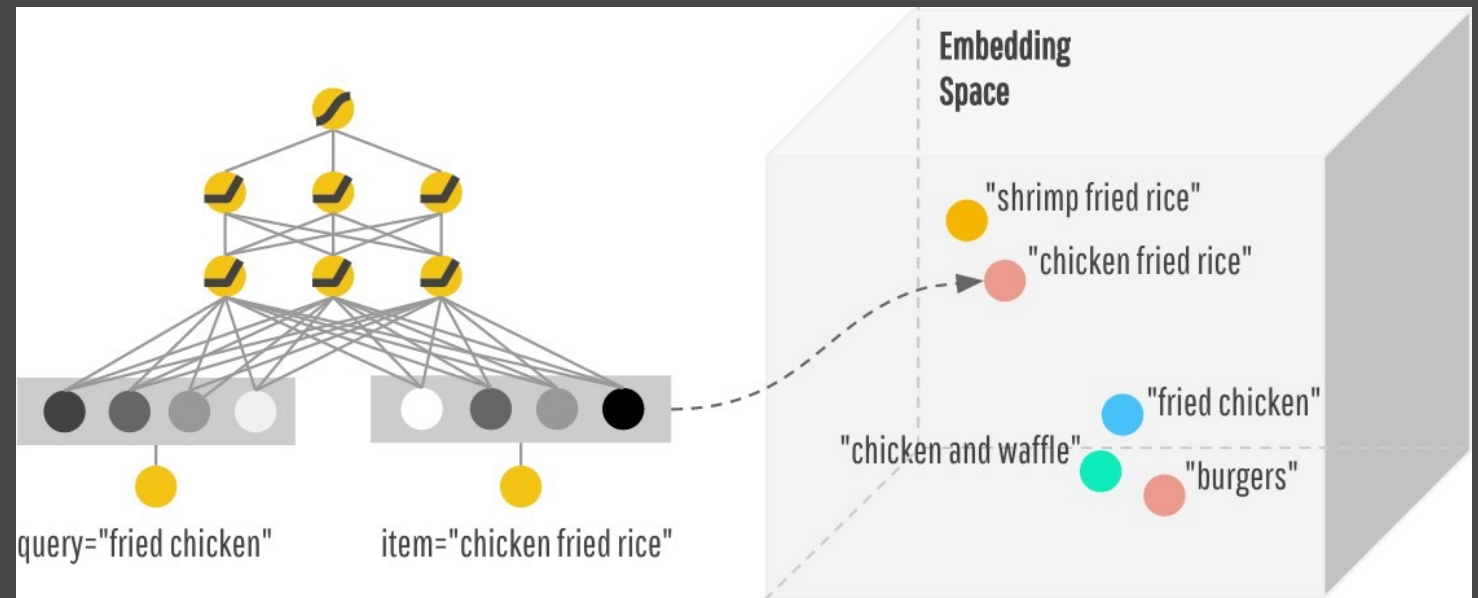 Embedding
Space
"shrimp fried rice"
"chicken fried rice"
"fried chicken"
"chicken and waffle"
"burgers"
query="fried chicken"
item="chicken fried rice"